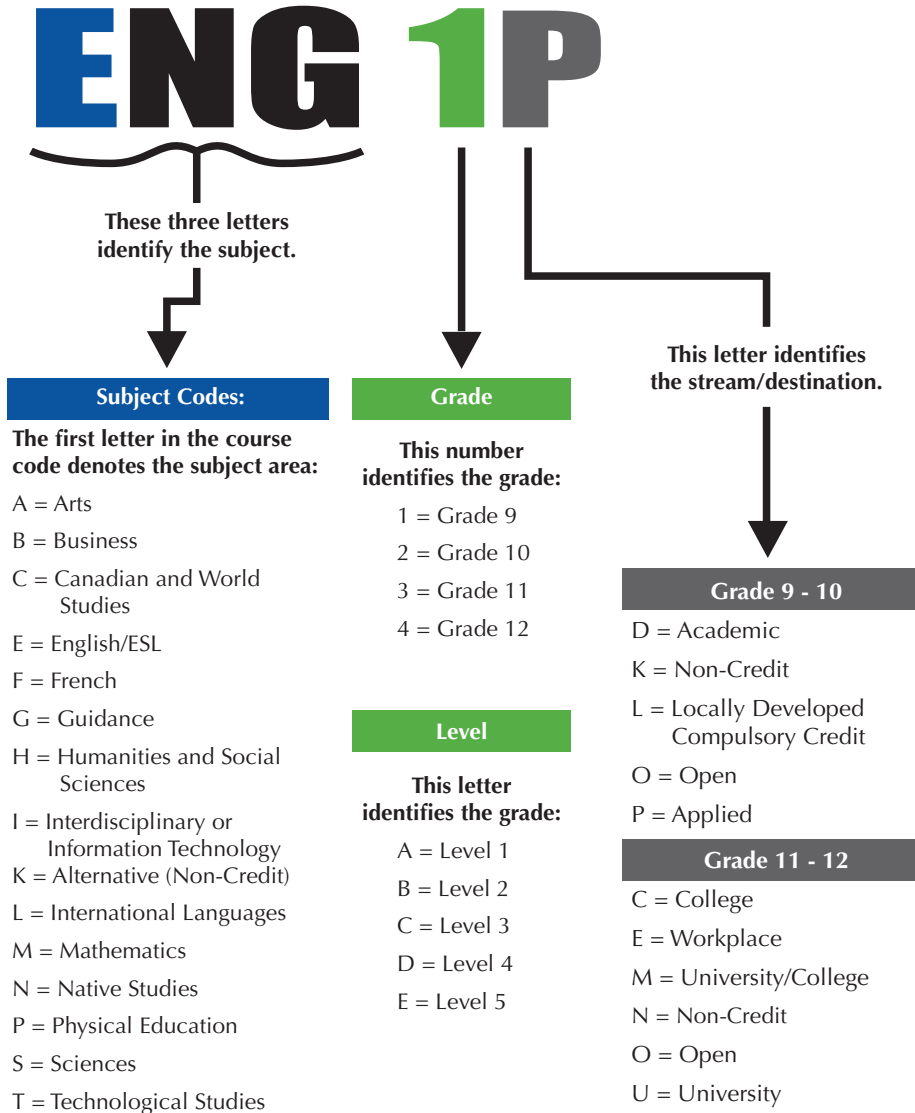 ENG 1P
These three letters
identify the subject.
Subject Codes:
The first letter in the course
code denotes the subject area:
A = Arts
B = Business
C = Canadian and World
Studies
E = English/ESL
F = French
G = Guidance
H = Humanities and Social
Sciences
I = Interdisciplinary or
Information Technology
K = Alternative (Non-Credit)
L = International Languages
M = Mathematics
N = Native Studies
P = Physical Education
S = Sciences
T = Technological Studies
Grade
This number
identifies the grade:
1 = Grade 9
2 = Grade 10
3 = Grade 11
4 = Grade 12
Level
This letter
identifies the grade:
A = Level 1
B = Level 2
C = Level 3
D = Level 4
E = Level 5
This letter identifies
the stream/destination.
Grade 9 - 10
D = Academic
K = Non-Credit
L = Locally Developed
Compulsory Credit
O = Open
P = Applied
Grade 11 - 12
C = College
E = Workplace
M = University/College
N = Non-Credit
O = Open
U = University